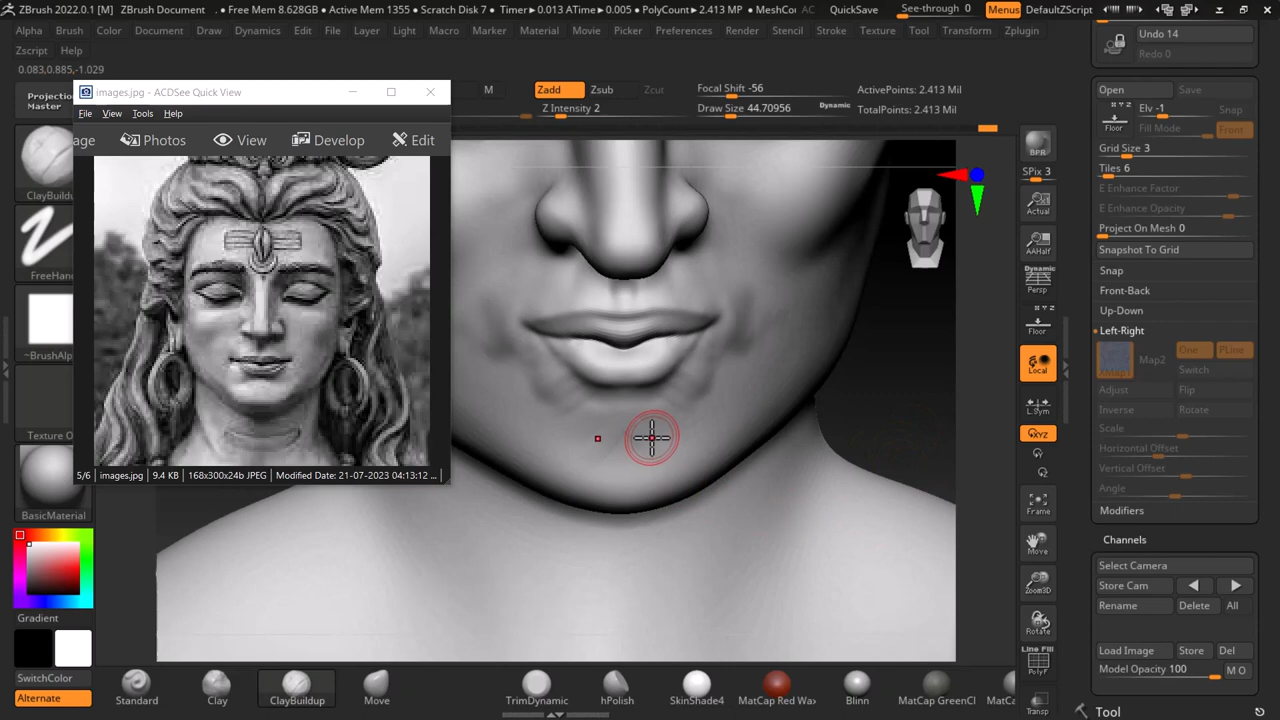 ZBrush 2022.0.1 [N] ZBrush Document . • Free Mem 8.628GB • Active Mem 1355 • Scratch Disk 7 • Timer▶0.013 ATime▶0.005 • PolyCount▶2.413 MP • MeshCou AC QuickSave See-through 0 Menus DefaultZScript
Alpha Brush Color Document Draw Dynamics Edit File Layer Light Macro Marker Material Movie Picker Preferences Render Stencil Stroke Texture Tool Transform Zplugin
Zscript Help
0.083,0.885,-1.029
Projection
Master
images.jpg - ACDSee Quick View
File View Tools Help
age Photos View Develop Edit
M Zadd Zsub Zcut
Z Intensity 2
Focal Shift -56
Draw Size 44.70956 Dynamic
ActivePoints: 2.413 Mil
TotalPoints: 2.413 Mil
ClayBuildup
FreeHand
~BrushAlpha
Texture O
BasicMaterial
5/6 images.jpg 9.4 KB 168x300x24b JPEG Modified Date: 21-07-2023 04:13:12 ...
Gradient
SwitchColor
Alternate
Standard Clay ClayBuildup Move TrimDynamic hPolish SkinShade4 MatCap Red Wax Blinn MatCap GreenCl MatCap
BPR
SPix 3
Actual
AAHalf
Dynamic
Persp
Floor
Local
L.Sym
XYZ
Frame
Move
Zoom3D
Rotate
Line Fill
PolyF
Transp
Undo 14
Redo 0
Open Save
Floor Elv -1 Snap
Fill Mode Front
Grid Size 3
Tiles 6
E Enhance Factor
E Enhance Opacity
Project On Mesh 0
Snapshot To Grid
Snap
Front-Back
Up-Down
Left-Right
Map2 One PLine
Switch
Adjust Flip
Inverse Rotate
Scale
Horizontal Offset
Vertical Offset
Angle
Modifiers
Channels
Select Camera
Store Cam
Rename Delete All
Load Image Store Del
Model Opacity 100 M O
Tool